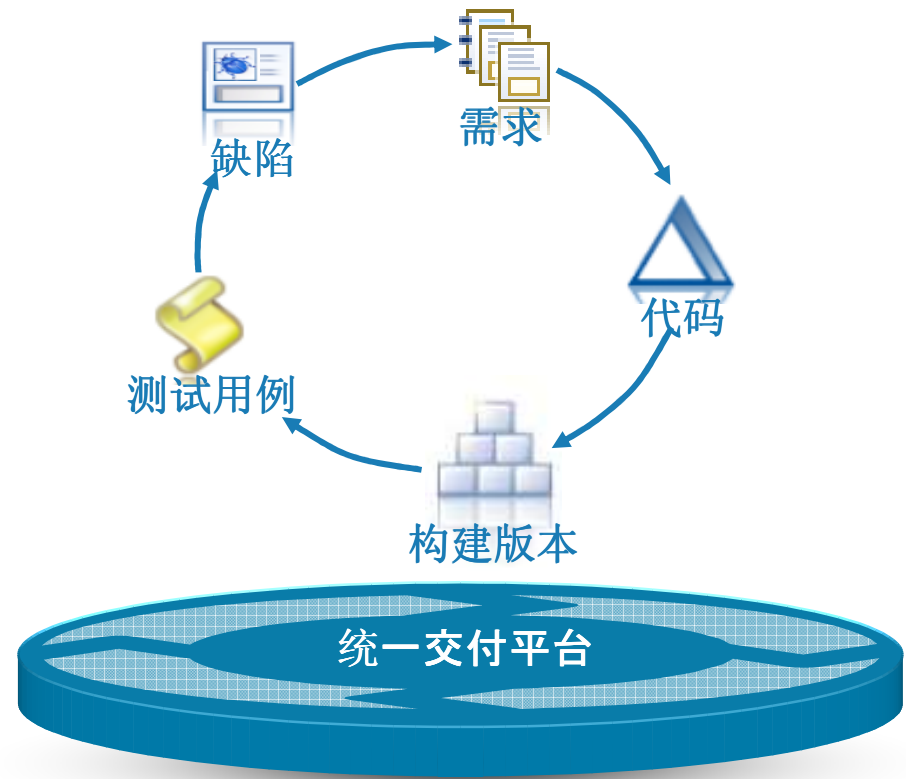 需求
缺陷
代码
测试用例
构建版本
统一交付平台